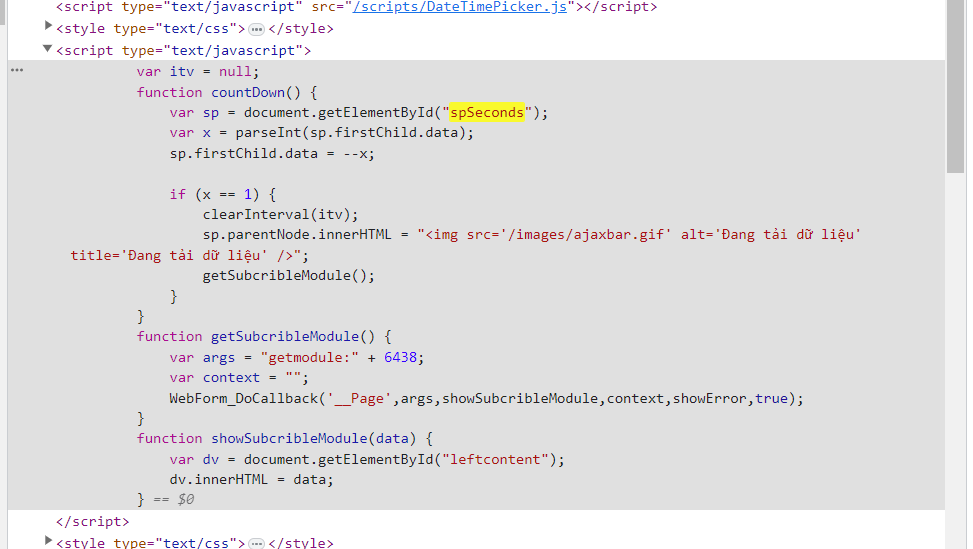 <script type="text/javascript" src="/scripts/DateTimePicker.js"></script>
<style type="text/css"> ••• </style>
<script type="text/javascript">
var itv = null;
function countDown() {
var sp = document.getElementById("spSeconds");
var x = parseInt(sp.firstChild.data);
sp.firstChild.data = --x;
if (x == 1) {
clearInterval(itv);
sp.parentNode.innerHTML = "<img src='/images/ajaxbar.gif' alt='Đang tải dữ liệu'
title='Đang tải dữ liệu' />";
getSubcribleModule();
}
}
function getSubcribleModule() {
var args = "getmodule:" + 6438;
var context = "";
WebForm_DoCallback('__Page',args,showSubcribleModule,context,showError,true);
}
function showSubcribleModule(data) {
var dv = document.getElementById("leftcontent");
dv.innerHTML = data;
} == $0
</script>
<style type="text/css"> ••• </style>